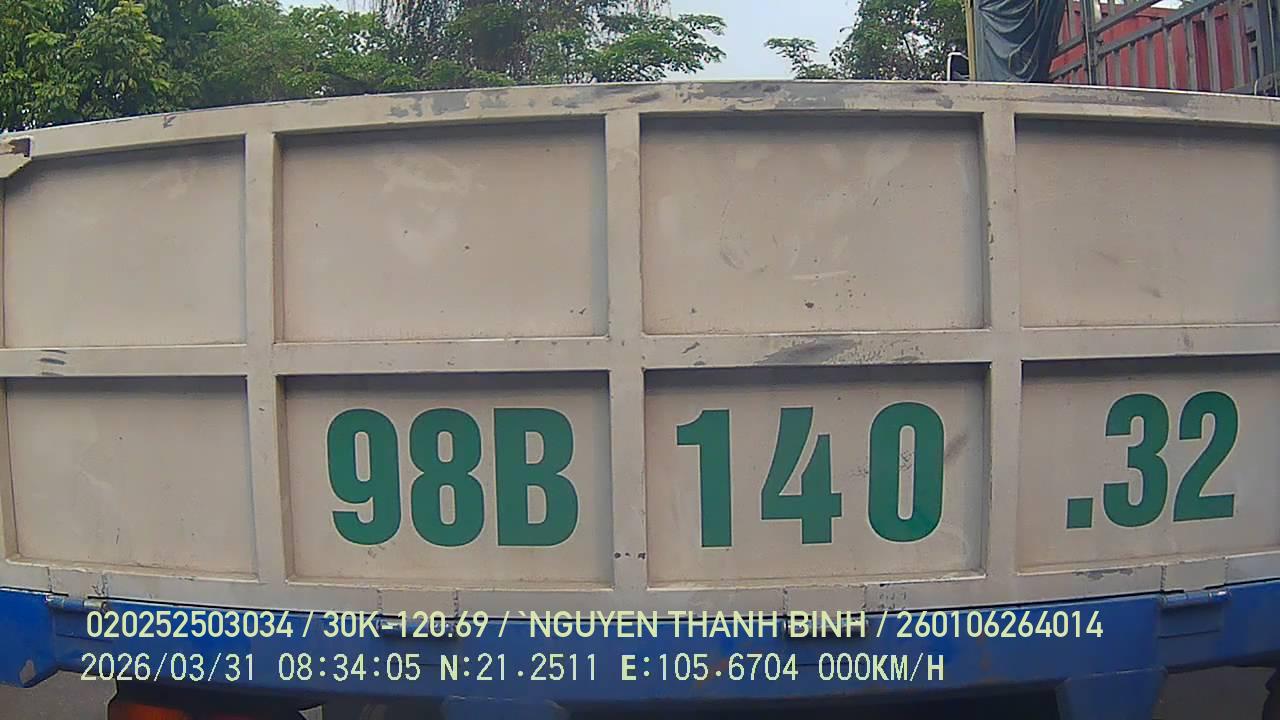 98B 140 .32
020252503034 / 30K-120.69 / `NGUYEN THANH BINH / 260106264014
2026/03/31 08:34:05 N:21.2511 E:105.6704 000KM/H